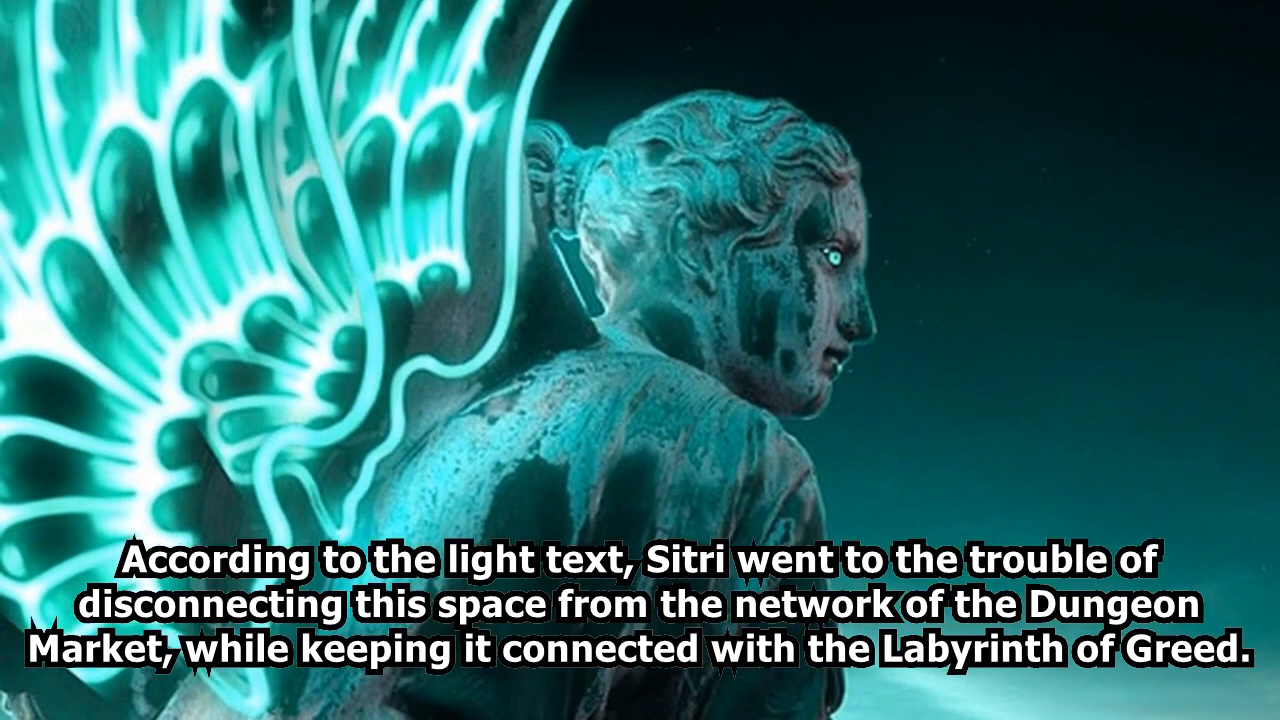 According to the light text, Sitri went to the trouble of
disconnecting this space from the network of the Dungeon
Market, while keeping it connected with the Labyrinth of Greed.